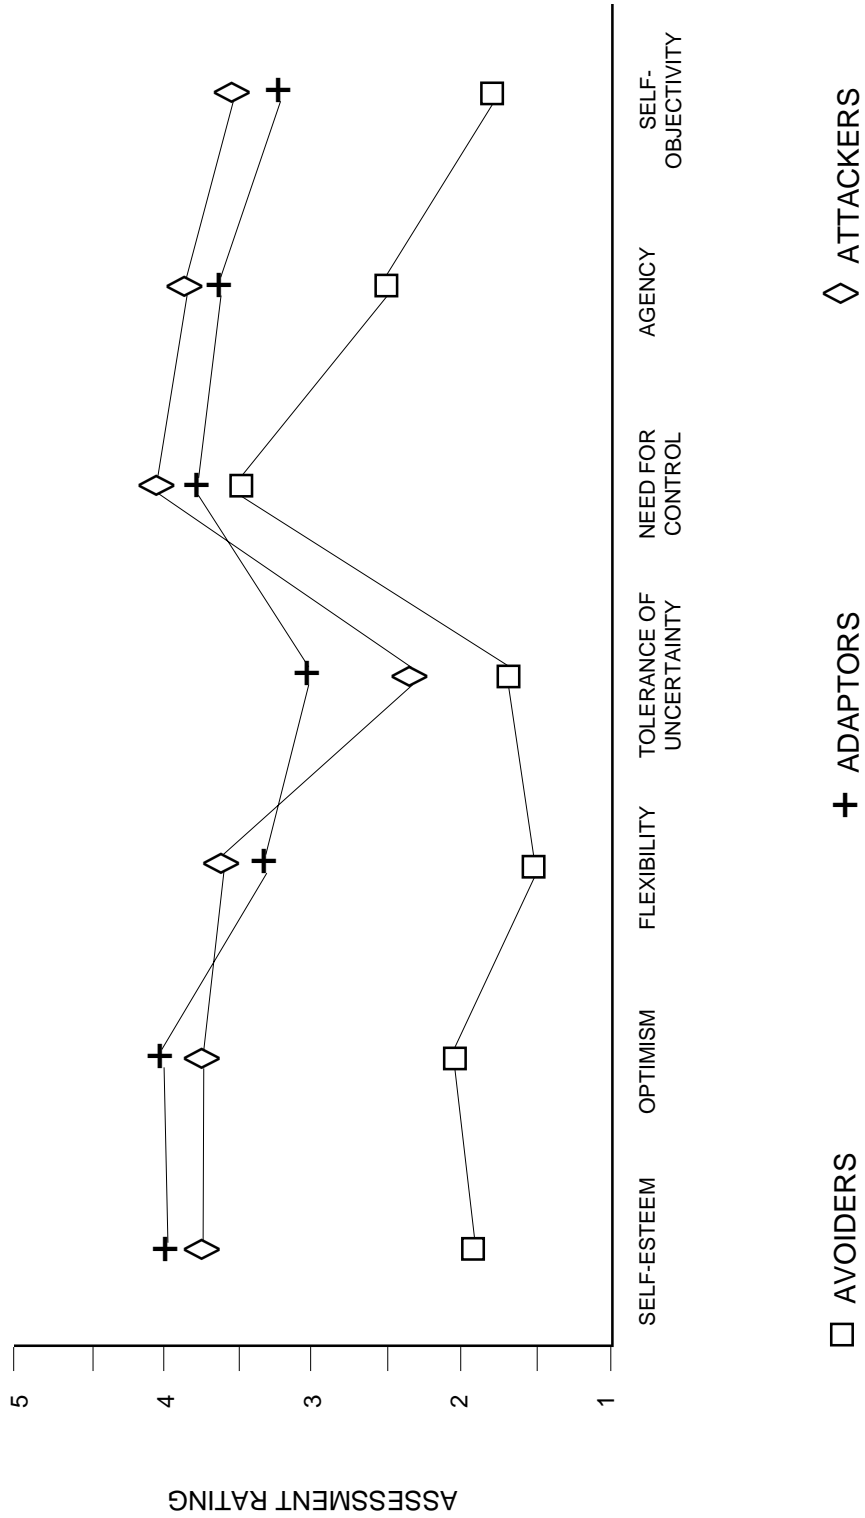 ASSESSMENT RATING
5
4
3
2
1
SELF-ESTEEM
OPTIMISM
FLEXIBILITY
TOLERANCE OF
UNCERTAINTY
NEED FOR
CONTROL
AGENCY
SELF-
OBJECTIVITY
AVOIDERS
ADAPTORS
ATTACKERS